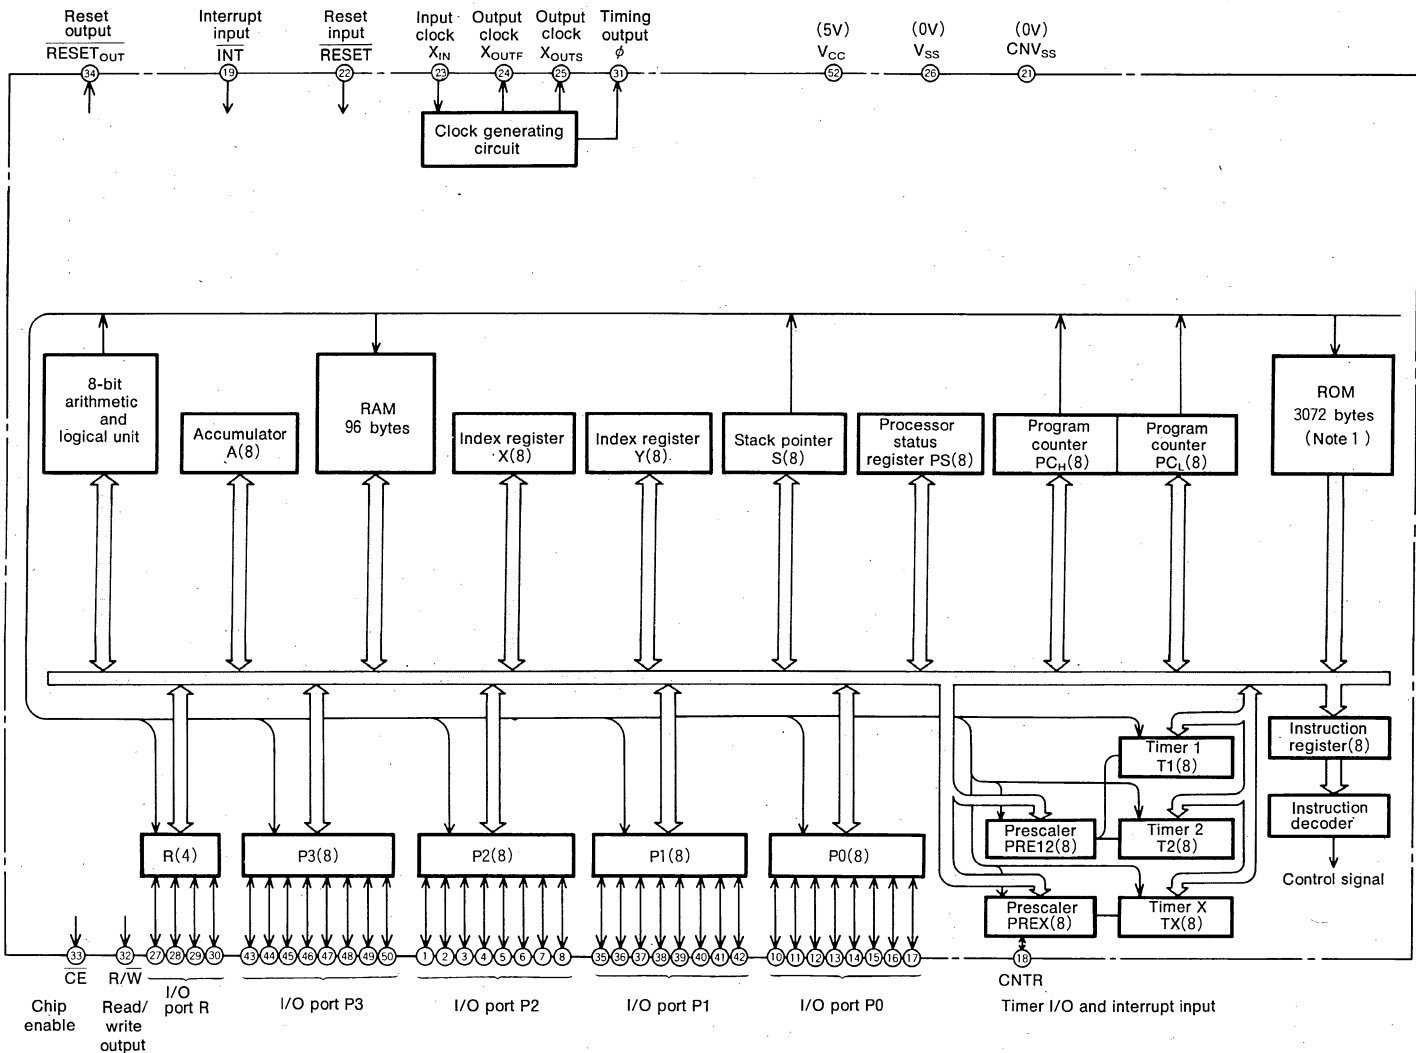 Reset
output
RESETOUT
Interrupt
input
INT
Reset
input
RESET
Input
clock
XIN
Output
clock
XOUTF
Output
clock
XOUTS
Timing
output
φ
(5V)
VCC
(0V)
VSS
(0V)
CNVSS
34
19
22
23
24
25
31
52
26
21
Clock generating
circuit
8-bit
arithmetic
and
logical unit
Accumulator
A(8)
RAM
96 bytes
Index register
X(8)
Index register
Y(8)
Stack pointer
S(8)
Processor
status
register PS(8)
Program
counter
PCH(8)
Program
counter
PCL(8)
ROM
3072 bytes
(Note 1)
Timer 1
T1(8)
Instruction
register(8)
Prescaler
PRE12(8)
Timer 2
T2(8)
Instruction
decoder
R(4)
P3(8)
P2(8)
P1(8)
P0(8)
Control signal
Prescaler
PREX(8)
Timer X
TX(8)
33
32
27 28 29 30
43 44 45 46 47 48 49 50
1 2 3 4 5 6 7 8
35 36 37 38 39 40 41 42
10 11 12 13 14 15 16 17
18
CE
Chip
enable
R/W
Read/
write
output
I/O
port R
I/O port P3
I/O port P2
I/O port P1
I/O port P0
CNTR
Timer I/O and interrupt input